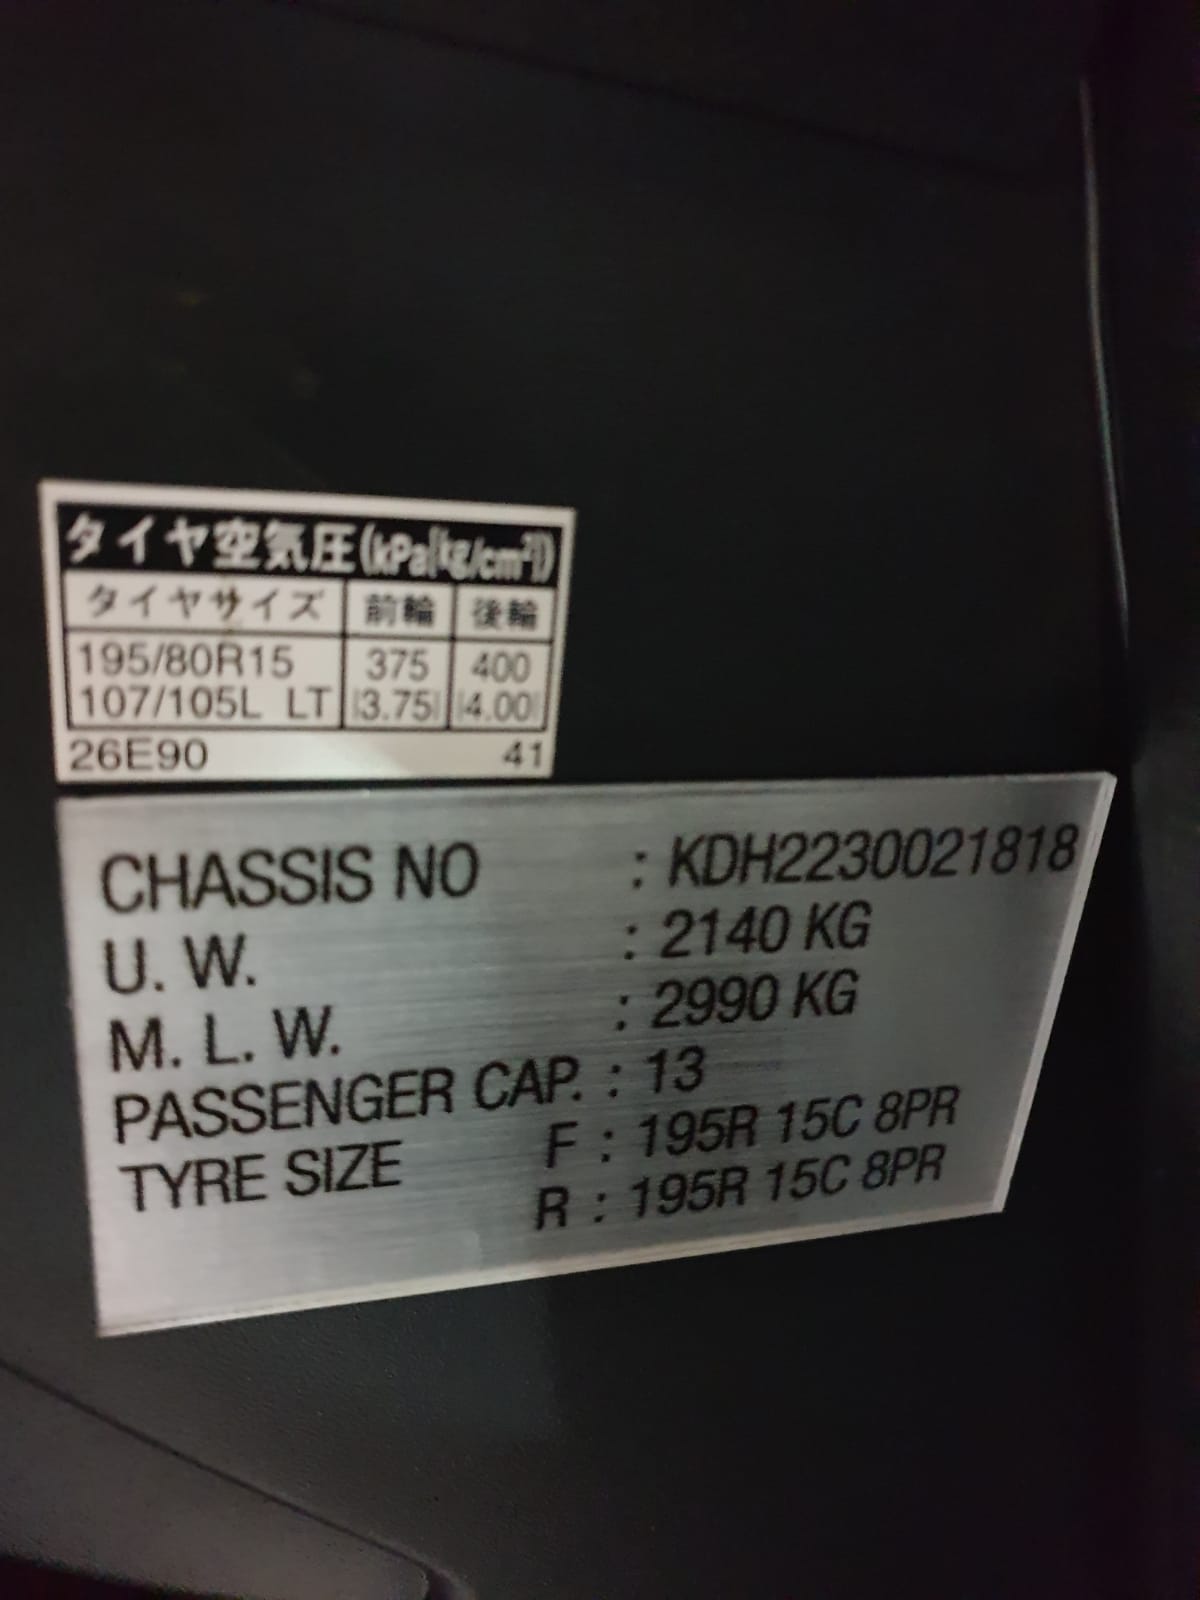 タイヤ空気圧(kPa{kg/cm²})
タイヤサイズ 前輪 後輪
195/80R15 375 400
107/105L LT {3.75} {4.00}
26E90 41
CHASSIS NO : KDH2230021818
U. W. : 2140 KG
M. L. W. : 2990 KG
PASSENGER CAP. : 13
TYRE SIZE F : 195R 15C 8PR
R : 195R 15C 8PR